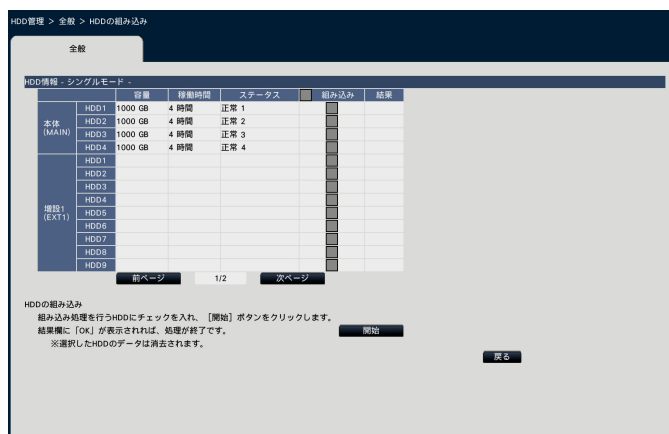 HDD管理 > 全般 > HDDの組み込み
全般
HDD情報 - シングルモード -
容量 稼働時間 ステータス 組み込み 結果
本体
(MAIN)
HDD1 1000 GB 4 時間 正常 1
HDD2 1000 GB 4 時間 正常 2
HDD3 1000 GB 4 時間 正常 3
HDD4 1000 GB 4 時間 正常 4
増設1
(EXT1)
HDD1
HDD2
HDD3
HDD4
HDD5
HDD6
HDD7
HDD8
HDD9
前ページ 1/2 次ページ
HDDの組み込み
組み込み処理を行うHDDにチェックを入れ、［開始］ボタンをクリックします。
結果欄に「OK」が表示されれば、処理が終了です。 開始
※選択したHDDのデータは消去されます。
戻る